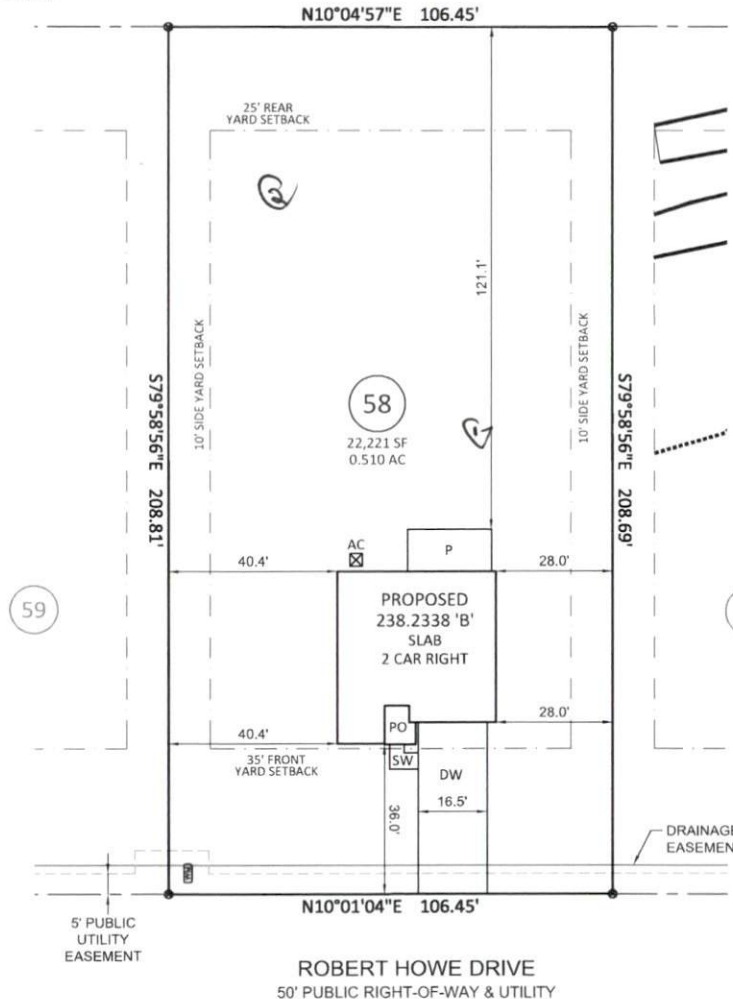 N10°04'57"E 106.45'
25' REAR
YARD SETBACK
121.1'
10' SIDE YARD SETBACK
10' SIDE YARD SETBACK
S79°58'56"E 208.81'
S79°58'56"E 208.69'
58
22,221 SF
0.510 AC
AC
P
40.4'
28.0'
59
PROPOSED
238.2338 'B'
SLAB
2 CAR RIGHT
PO
28.0'
40.4'
35' FRONT
YARD SETBACK
SW
DW
16.5'
36.0'
DRAINAGE
EASEMEN
N10°01'04"E 106.45'
5' PUBLIC
UTILITY
EASEMENT
ROBERT HOWE DRIVE
50' PUBLIC RIGHT-OF-WAY & UTILITY